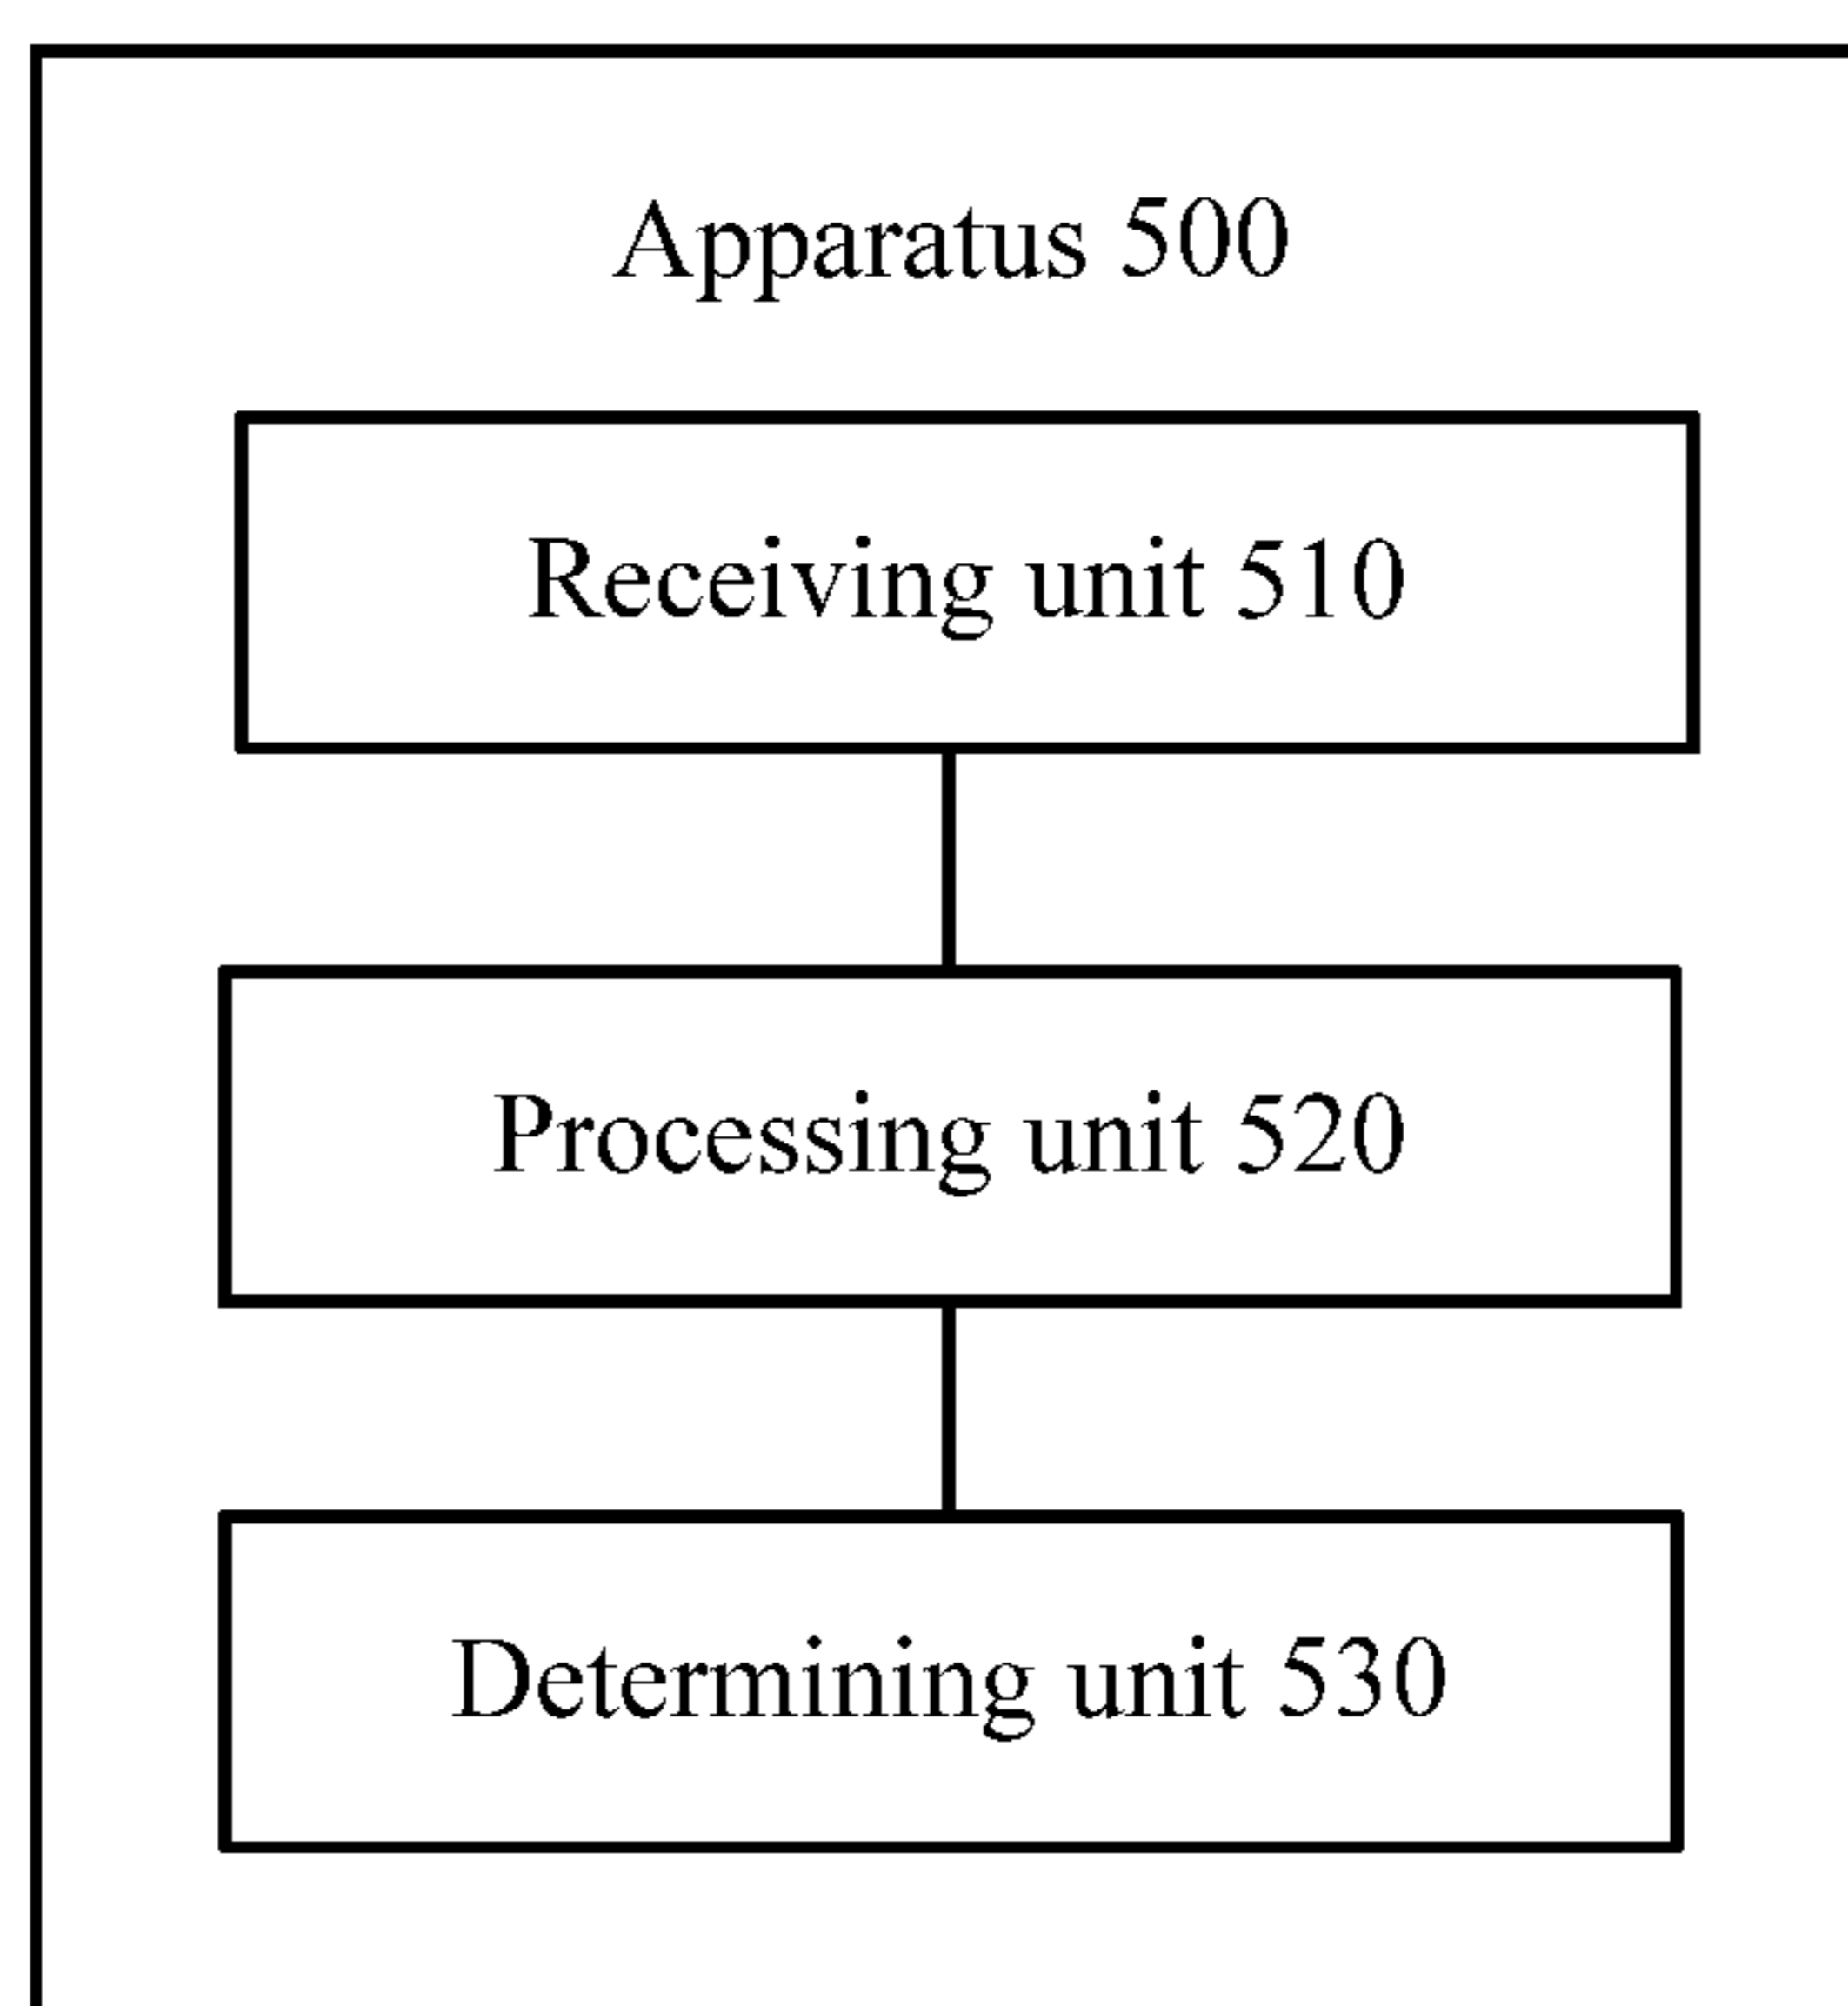 Apparatus 500
Receiving unit 510
Processing unit 520
Determining unit 530